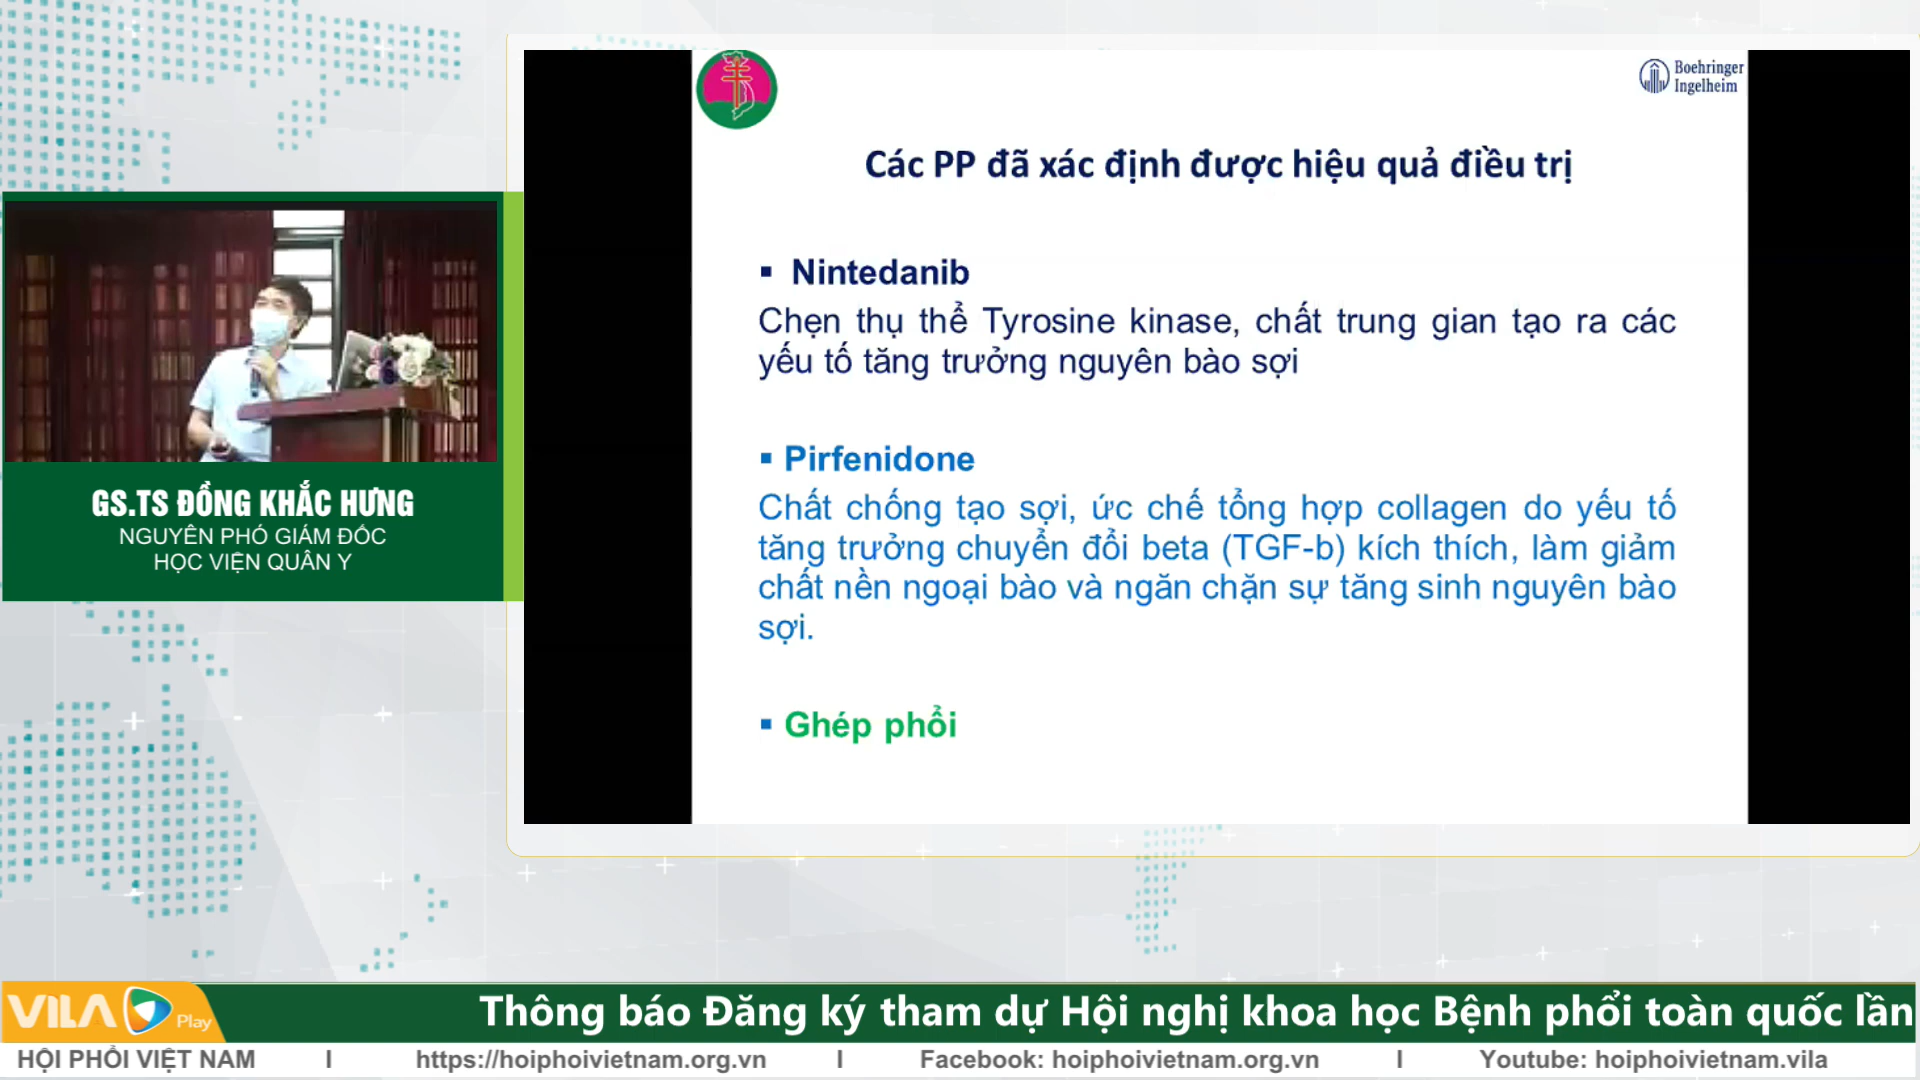 Boehringer
Ingelheim
Các PP đã xác định được hiệu quả điều trị
▪ Nintedanib
Chẹn thụ thể Tyrosine kinase, chất trung gian tạo ra các
yếu tố tăng trưởng nguyên bào sợi
▪ Pirfenidone
Chất chống tạo sợi, ức chế tổng hợp collagen do yếu tố
tăng trưởng chuyển đổi beta (TGF-b) kích thích, làm giảm
chất nền ngoại bào và ngăn chặn sự tăng sinh nguyên bào
sợi.
▪ Ghép phổi
GS.TS ĐỒNG KHẮC HƯNG
NGUYÊN PHÓ GIÁM ĐỐC
HỌC VIỆN QUÂN Y
VILA Play
Thông báo Đăng ký tham dự Hội nghị khoa học Bệnh phổi toàn quốc lần
HỘI PHỔI VIỆT NAM I https://hoiphoivietnam.org.vn I Facebook: hoiphoivietnam.org.vn I Youtube: hoiphoivietnam.vila